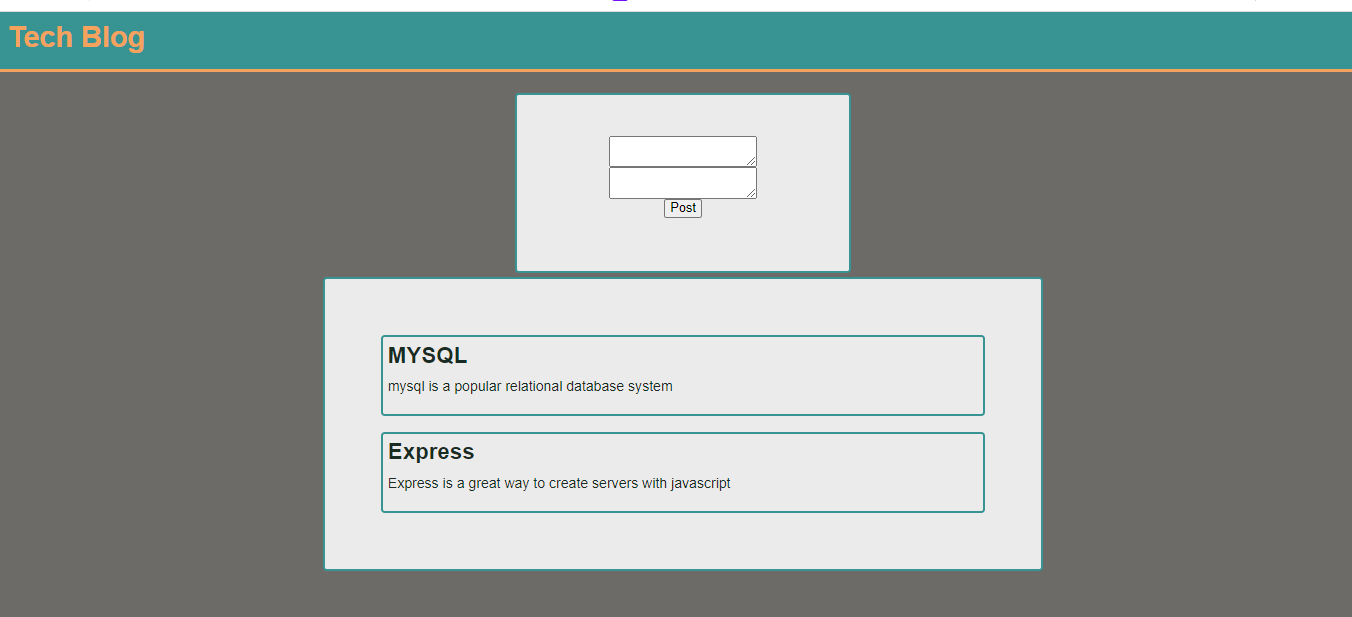 Tech Blog
Post
MYSQL
mysql is a popular relational database system
Express
Express is a great way to create servers with javascript